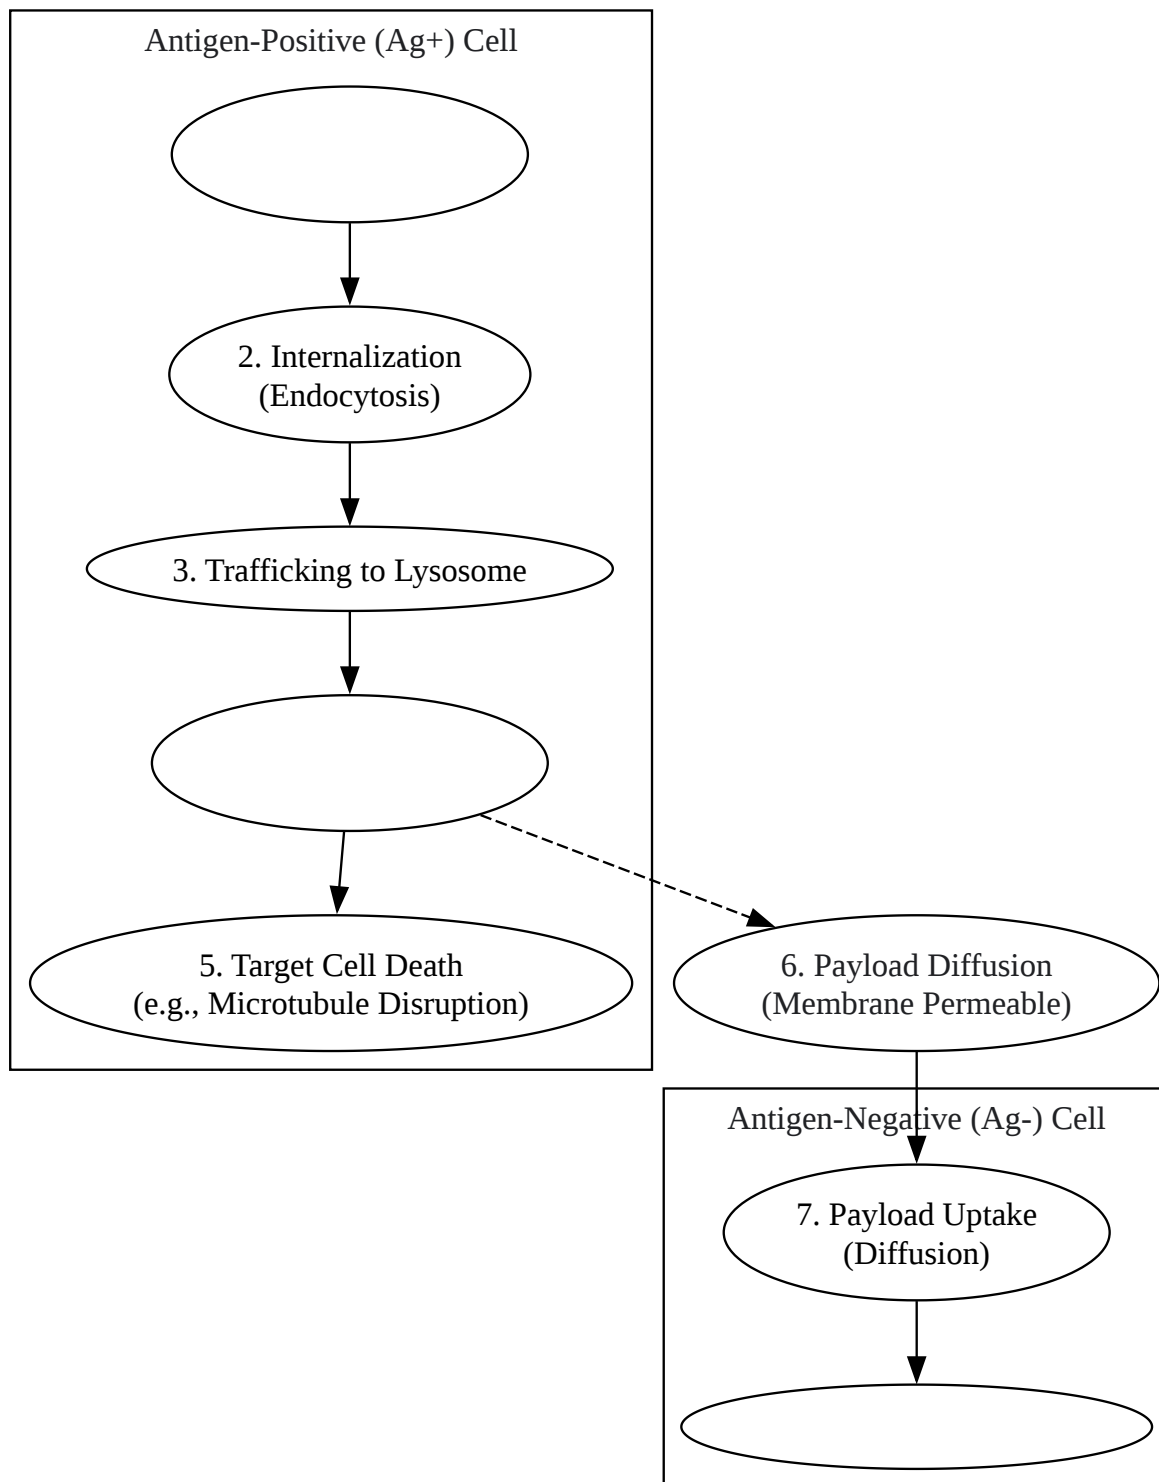 Antigen-Positive (Ag+) Cell
2. Internalization
(Endocytosis)
3. Trafficking to Lysosome
5. Target Cell Death
(e.g., Microtubule Disruption)
6. Payload Diffusion
(Membrane Permeable)
Antigen-Negative (Ag-) Cell
7. Payload Uptake
(Diffusion)